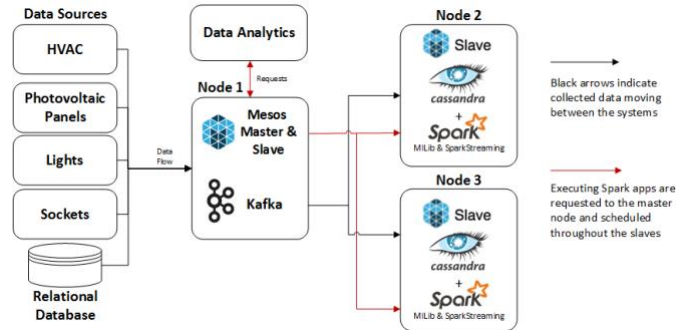 Data Sources
HVAC
Photovoltaic
Panels
Lights
Sockets
Relational
Database
Data
Flow
Data Analytics
Requests
Node 1
Mesos
Master &
Slave
Kafka
Node 2
Slave
cassandra
+
Spark
MlLib & SparkStreaming
Node 3
Slave
cassandra
+
Spark
MlLib & SparkStreaming
Black arrows indicate
collected data moving
between the systems
Executing Spark apps are
requested to the master
node and scheduled
throughout the slaves